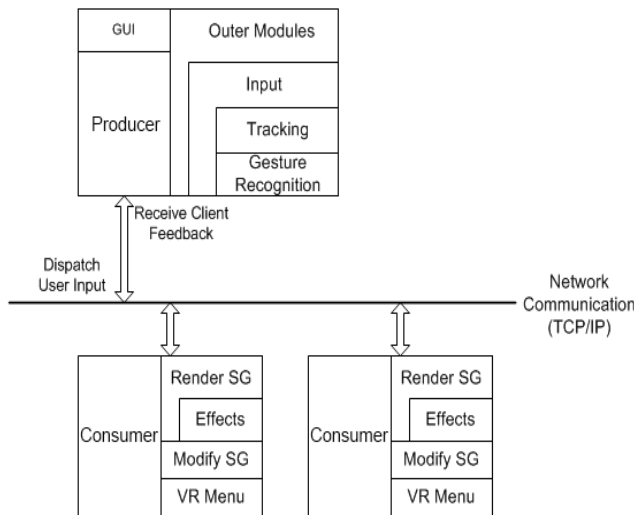 GUI
Outer Modules
Input
Producer
Tracking
Gesture
Recognition
Receive Client
Feedback
Dispatch
User Input
Network
Communication
(TCP/IP)
Consumer
Render SG
Effects
Modify SG
VR Menu
Consumer
Render SG
Effects
Modify SG
VR Menu